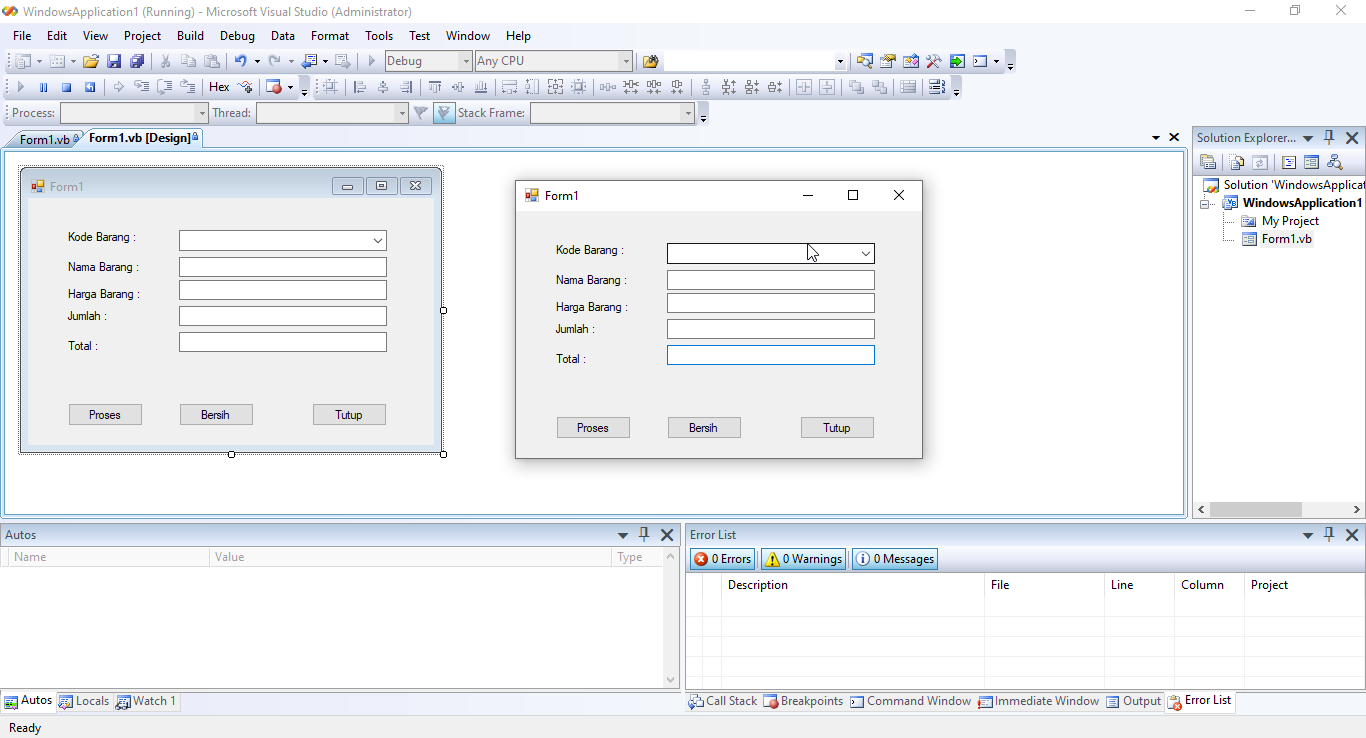 WindowsApplication1 (Running) - Microsoft Visual Studio (Administrator)
File Edit View Project Build Debug Data Format Tools Test Window Help
Debug Any CPU
Hex
Process: Thread: Stack Frame:
Form1.vb Form1.vb [Design]
Form1
Kode Barang :
Nama Barang :
Harga Barang :
Jumlah :
Total :
Proses Bersih Tutup
Form1
Kode Barang :
Nama Barang :
Harga Barang :
Jumlah :
Total :
Proses Bersih Tutup
Solution Explorer...
Solution 'WindowsApplicat
WindowsApplication1
My Project
Form1.vb
Autos
Name Value Type
Autos Locals Watch 1
Error List
0 Errors 0 Warnings 0 Messages
Description File Line Column Project
Call Stack Breakpoints Command Window Immediate Window Output Error List
Ready